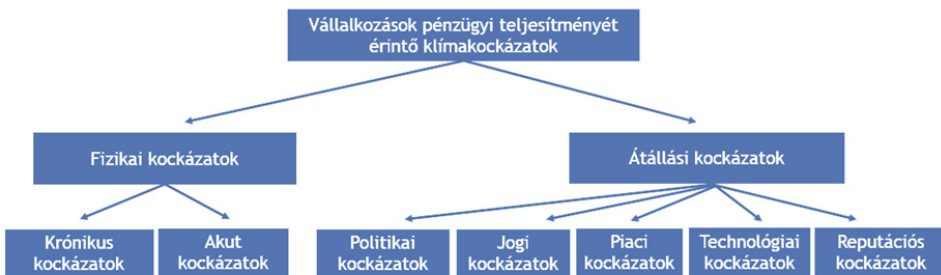 Vállalkozások pénzügyi teljesítményét
érintő klímakockázatok
Fizikai kockázatok
Átállási kockázatok
Krónikus
kockázatok
Akut
kockázatok
Politikai
kockázatok
Jogi
kockázatok
Piaci
kockázatok
Technológiai
kockázatok
Reputációs
kockázatok